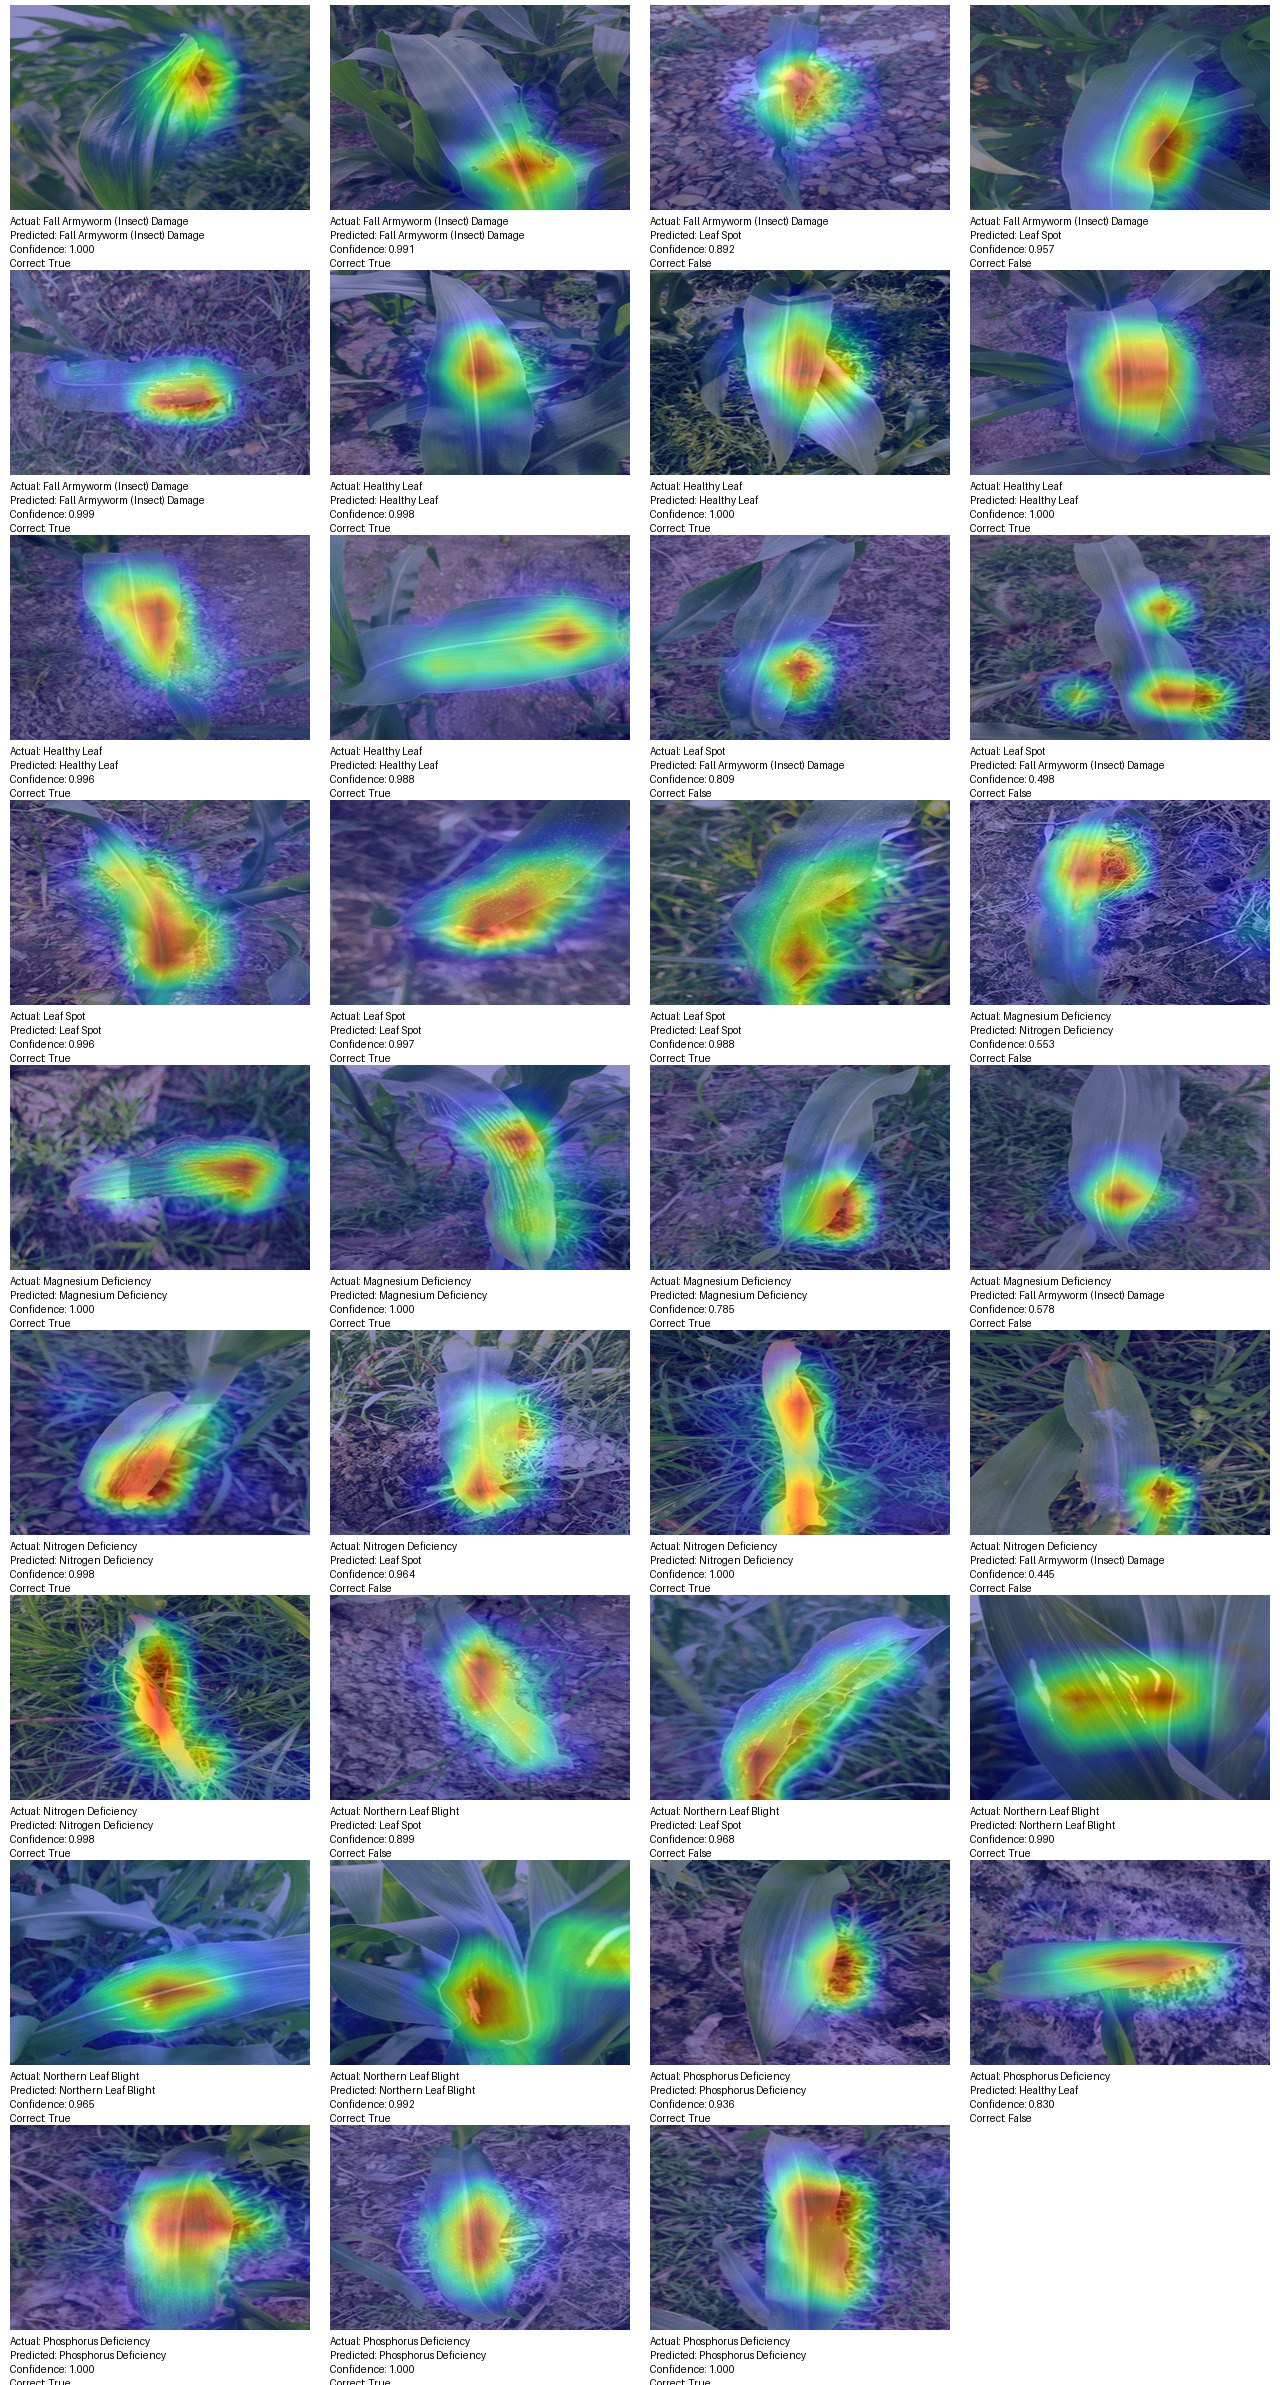 Actual: Fall Armyworm (Insect) Damage
Predicted: Fall Armyworm (Insect) Damage
Confidence: 1.000
Correct: True
Actual: Fall Armyworm (Insect) Damage
Predicted: Fall Armyworm (Insect) Damage
Confidence: 0.991
Correct: True
Actual: Fall Armyworm (Insect) Damage
Predicted: Leaf Spot
Confidence: 0.892
Correct: False
Actual: Fall Armyworm (Insect) Damage
Predicted: Leaf Spot
Confidence: 0.957
Correct: False
Actual: Fall Armyworm (Insect) Damage
Predicted: Fall Armyworm (Insect) Damage
Confidence: 0.999
Correct: True
Actual: Healthy Leaf
Predicted: Healthy Leaf
Confidence: 0.998
Correct: True
Actual: Healthy Leaf
Predicted: Healthy Leaf
Confidence: 1.000
Correct: True
Actual: Healthy Leaf
Predicted: Healthy Leaf
Confidence: 1.000
Correct: True
Actual: Healthy Leaf
Predicted: Healthy Leaf
Confidence: 0.996
Correct: True
Actual: Healthy Leaf
Predicted: Healthy Leaf
Confidence: 0.988
Correct: True
Actual: Leaf Spot
Predicted: Fall Armyworm (Insect) Damage
Confidence: 0.809
Correct: False
Actual: Leaf Spot
Predicted: Fall Armyworm (Insect) Damage
Confidence: 0.498
Correct: False
Actual: Leaf Spot
Predicted: Leaf Spot
Confidence: 0.996
Correct: True
Actual: Leaf Spot
Predicted: Leaf Spot
Confidence: 0.997
Correct: True
Actual: Leaf Spot
Predicted: Leaf Spot
Confidence: 0.988
Correct: True
Actual: Magnesium Deficiency
Predicted: Nitrogen Deficiency
Confidence: 0.553
Correct: False
Actual: Magnesium Deficiency
Predicted: Magnesium Deficiency
Confidence: 1.000
Correct: True
Actual: Magnesium Deficiency
Predicted: Magnesium Deficiency
Confidence: 1.000
Correct: True
Actual: Magnesium Deficiency
Predicted: Magnesium Deficiency
Confidence: 0.785
Correct: True
Actual: Magnesium Deficiency
Predicted: Fall Armyworm (Insect) Damage
Confidence: 0.578
Correct: False
Actual: Nitrogen Deficiency
Predicted: Nitrogen Deficiency
Confidence: 0.998
Correct: True
Actual: Nitrogen Deficiency
Predicted: Leaf Spot
Confidence: 0.964
Correct: False
Actual: Nitrogen Deficiency
Predicted: Nitrogen Deficiency
Confidence: 1.000
Correct: True
Actual: Nitrogen Deficiency
Predicted: Fall Armyworm (Insect) Damage
Confidence: 0.445
Correct: False
Actual: Nitrogen Deficiency
Predicted: Nitrogen Deficiency
Confidence: 0.998
Correct: True
Actual: Northern Leaf Blight
Predicted: Leaf Spot
Confidence: 0.899
Correct: False
Actual: Northern Leaf Blight
Predicted: Leaf Spot
Confidence: 0.968
Correct: False
Actual: Northern Leaf Blight
Predicted: Northern Leaf Blight
Confidence: 0.990
Correct: True
Actual: Northern Leaf Blight
Predicted: Northern Leaf Blight
Confidence: 0.965
Correct: True
Actual: Northern Leaf Blight
Predicted: Northern Leaf Blight
Confidence: 0.992
Correct: True
Actual: Phosphorus Deficiency
Predicted: Phosphorus Deficiency
Confidence: 0.936
Correct: True
Actual: Phosphorus Deficiency
Predicted: Healthy Leaf
Confidence: 0.830
Correct: False
Actual: Phosphorus Deficiency
Predicted: Phosphorus Deficiency
Confidence: 1.000
Correct: True
Actual: Phosphorus Deficiency
Predicted: Phosphorus Deficiency
Confidence: 1.000
Correct: True
Actual: Phosphorus Deficiency
Predicted: Phosphorus Deficiency
Confidence: 1.000
Correct: True